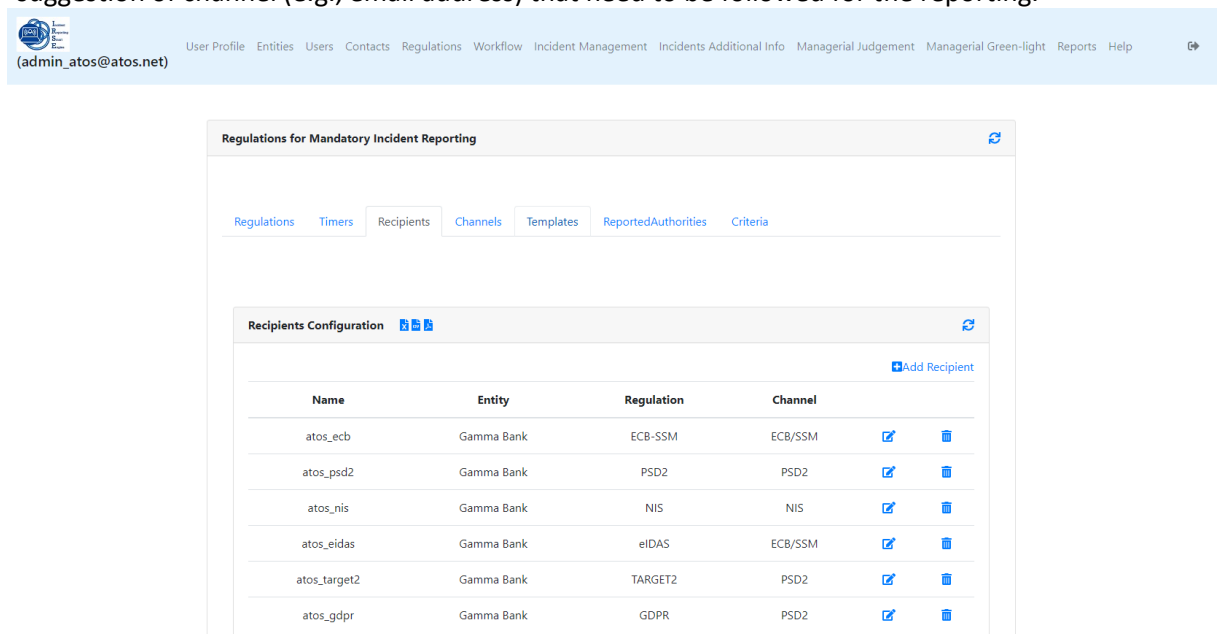 suggestion of channel (e.g., email address) that need to be followed for the reporting.
Incident
Reporting
Smart
Engine
(admin_atos@atos.net)
User Profile Entities Users Contacts Regulations Workflow Incident Management Incidents Additional Info Managerial Judgement Managerial Green-light Reports Help
Regulations for Mandatory Incident Reporting
Regulations Timers Recipients Channels Templates ReportedAuthorities Criteria
Recipients Configuration
Add Recipient
Name Entity Regulation Channel
atos_ecb Gamma Bank ECB-SSM ECB/SSM
atos_psd2 Gamma Bank PSD2 PSD2
atos_nis Gamma Bank NIS NIS
atos_eidas Gamma Bank eIDAS ECB/SSM
atos_target2 Gamma Bank TARGET2 PSD2
atos_gdpr Gamma Bank GDPR PSD2